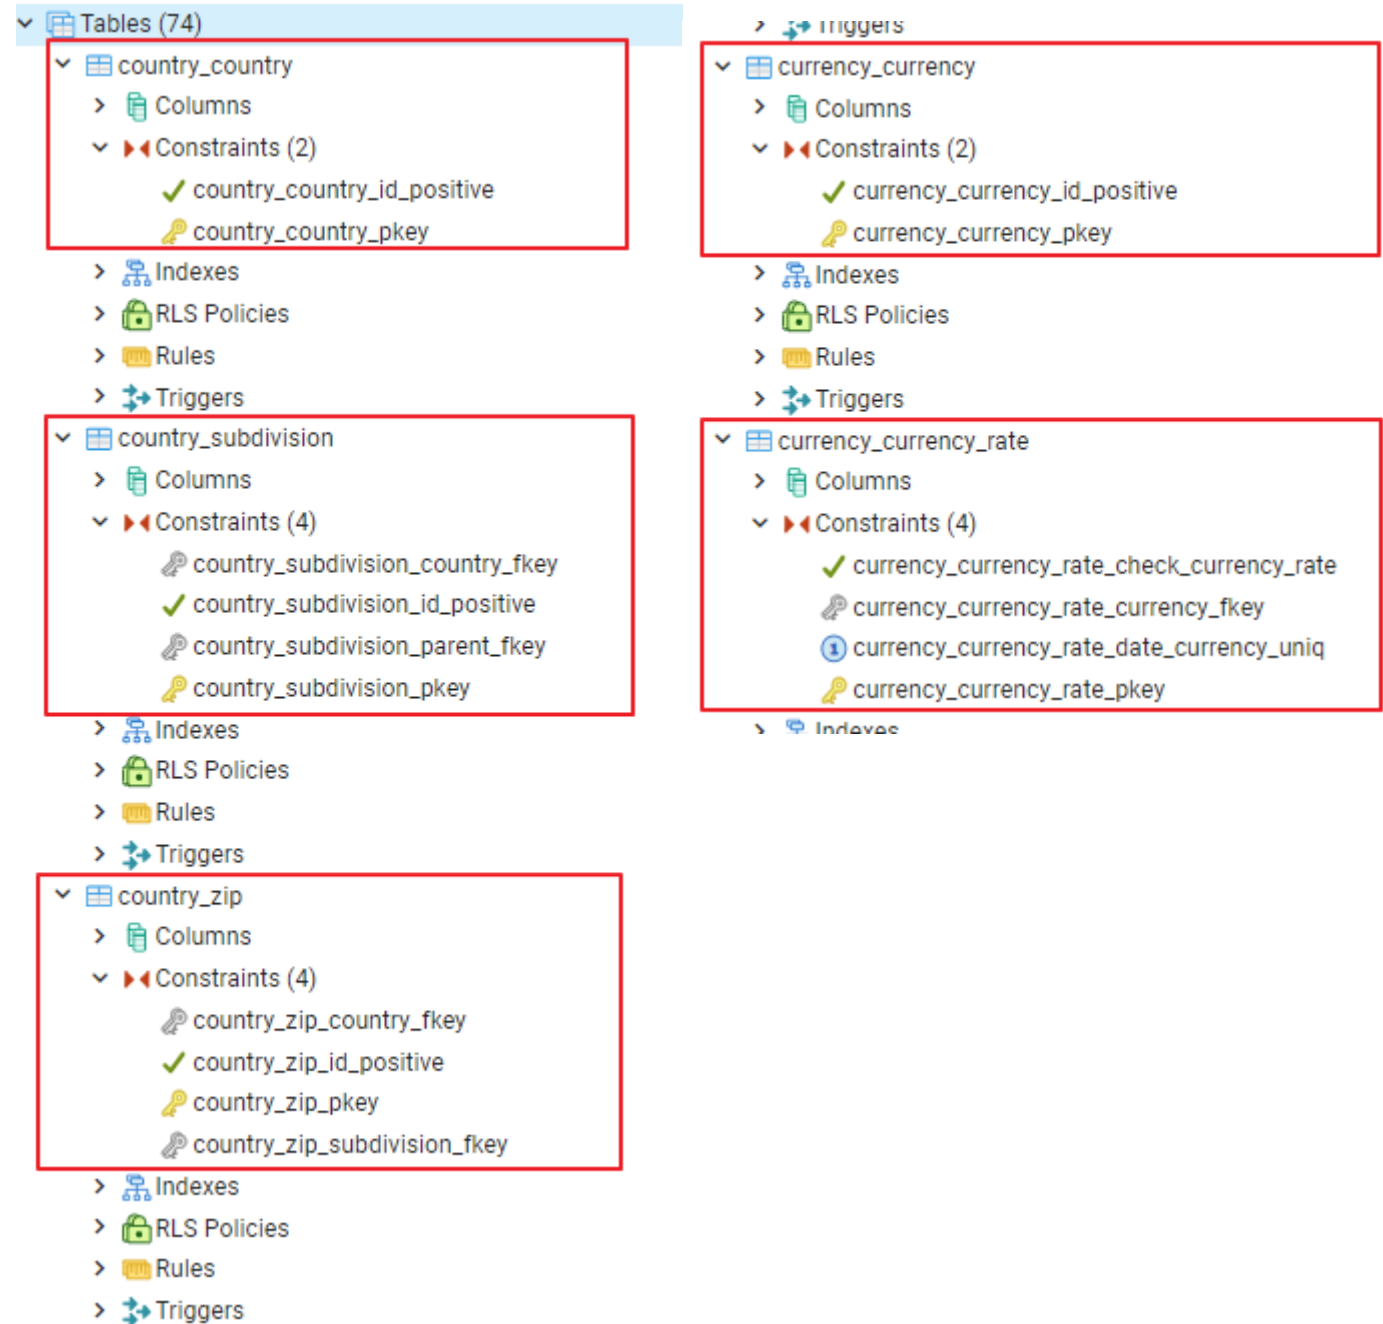 Tables (74)
country_country
Columns
Constraints (2)
country_country_id_positive
country_country_pkey
Indexes
RLS Policies
Rules
Triggers
country_subdivision
Columns
Constraints (4)
country_subdivision_country_fkey
country_subdivision_id_positive
country_subdivision_parent_fkey
country_subdivision_pkey
Indexes
RLS Policies
Rules
Triggers
country_zip
Columns
Constraints (4)
country_zip_country_fkey
country_zip_id_positive
country_zip_pkey
country_zip_subdivision_fkey
Indexes
RLS Policies
Rules
Triggers
Triggers
currency_currency
Columns
Constraints (2)
currency_currency_id_positive
currency_currency_pkey
Indexes
RLS Policies
Rules
Triggers
currency_currency_rate
Columns
Constraints (4)
currency_currency_rate_check_currency_rate
currency_currency_rate_currency_fkey
1 currency_currency_rate_date_currency_uniq
currency_currency_rate_pkey
Indexes